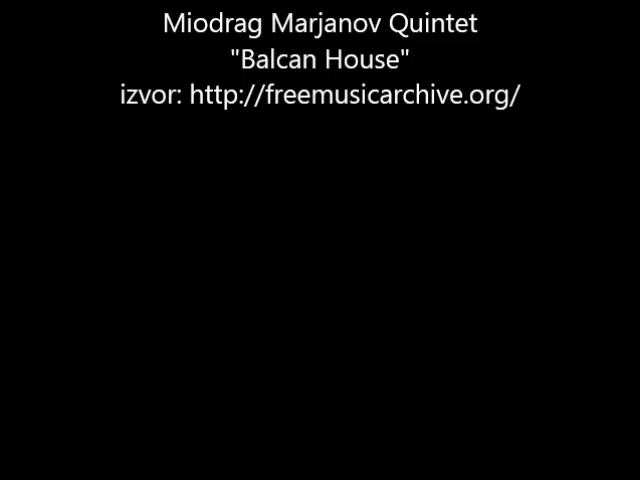 Miodrag Marjanov Quintet
"Balcan House"
izvor: http://freemusicarchive.org/